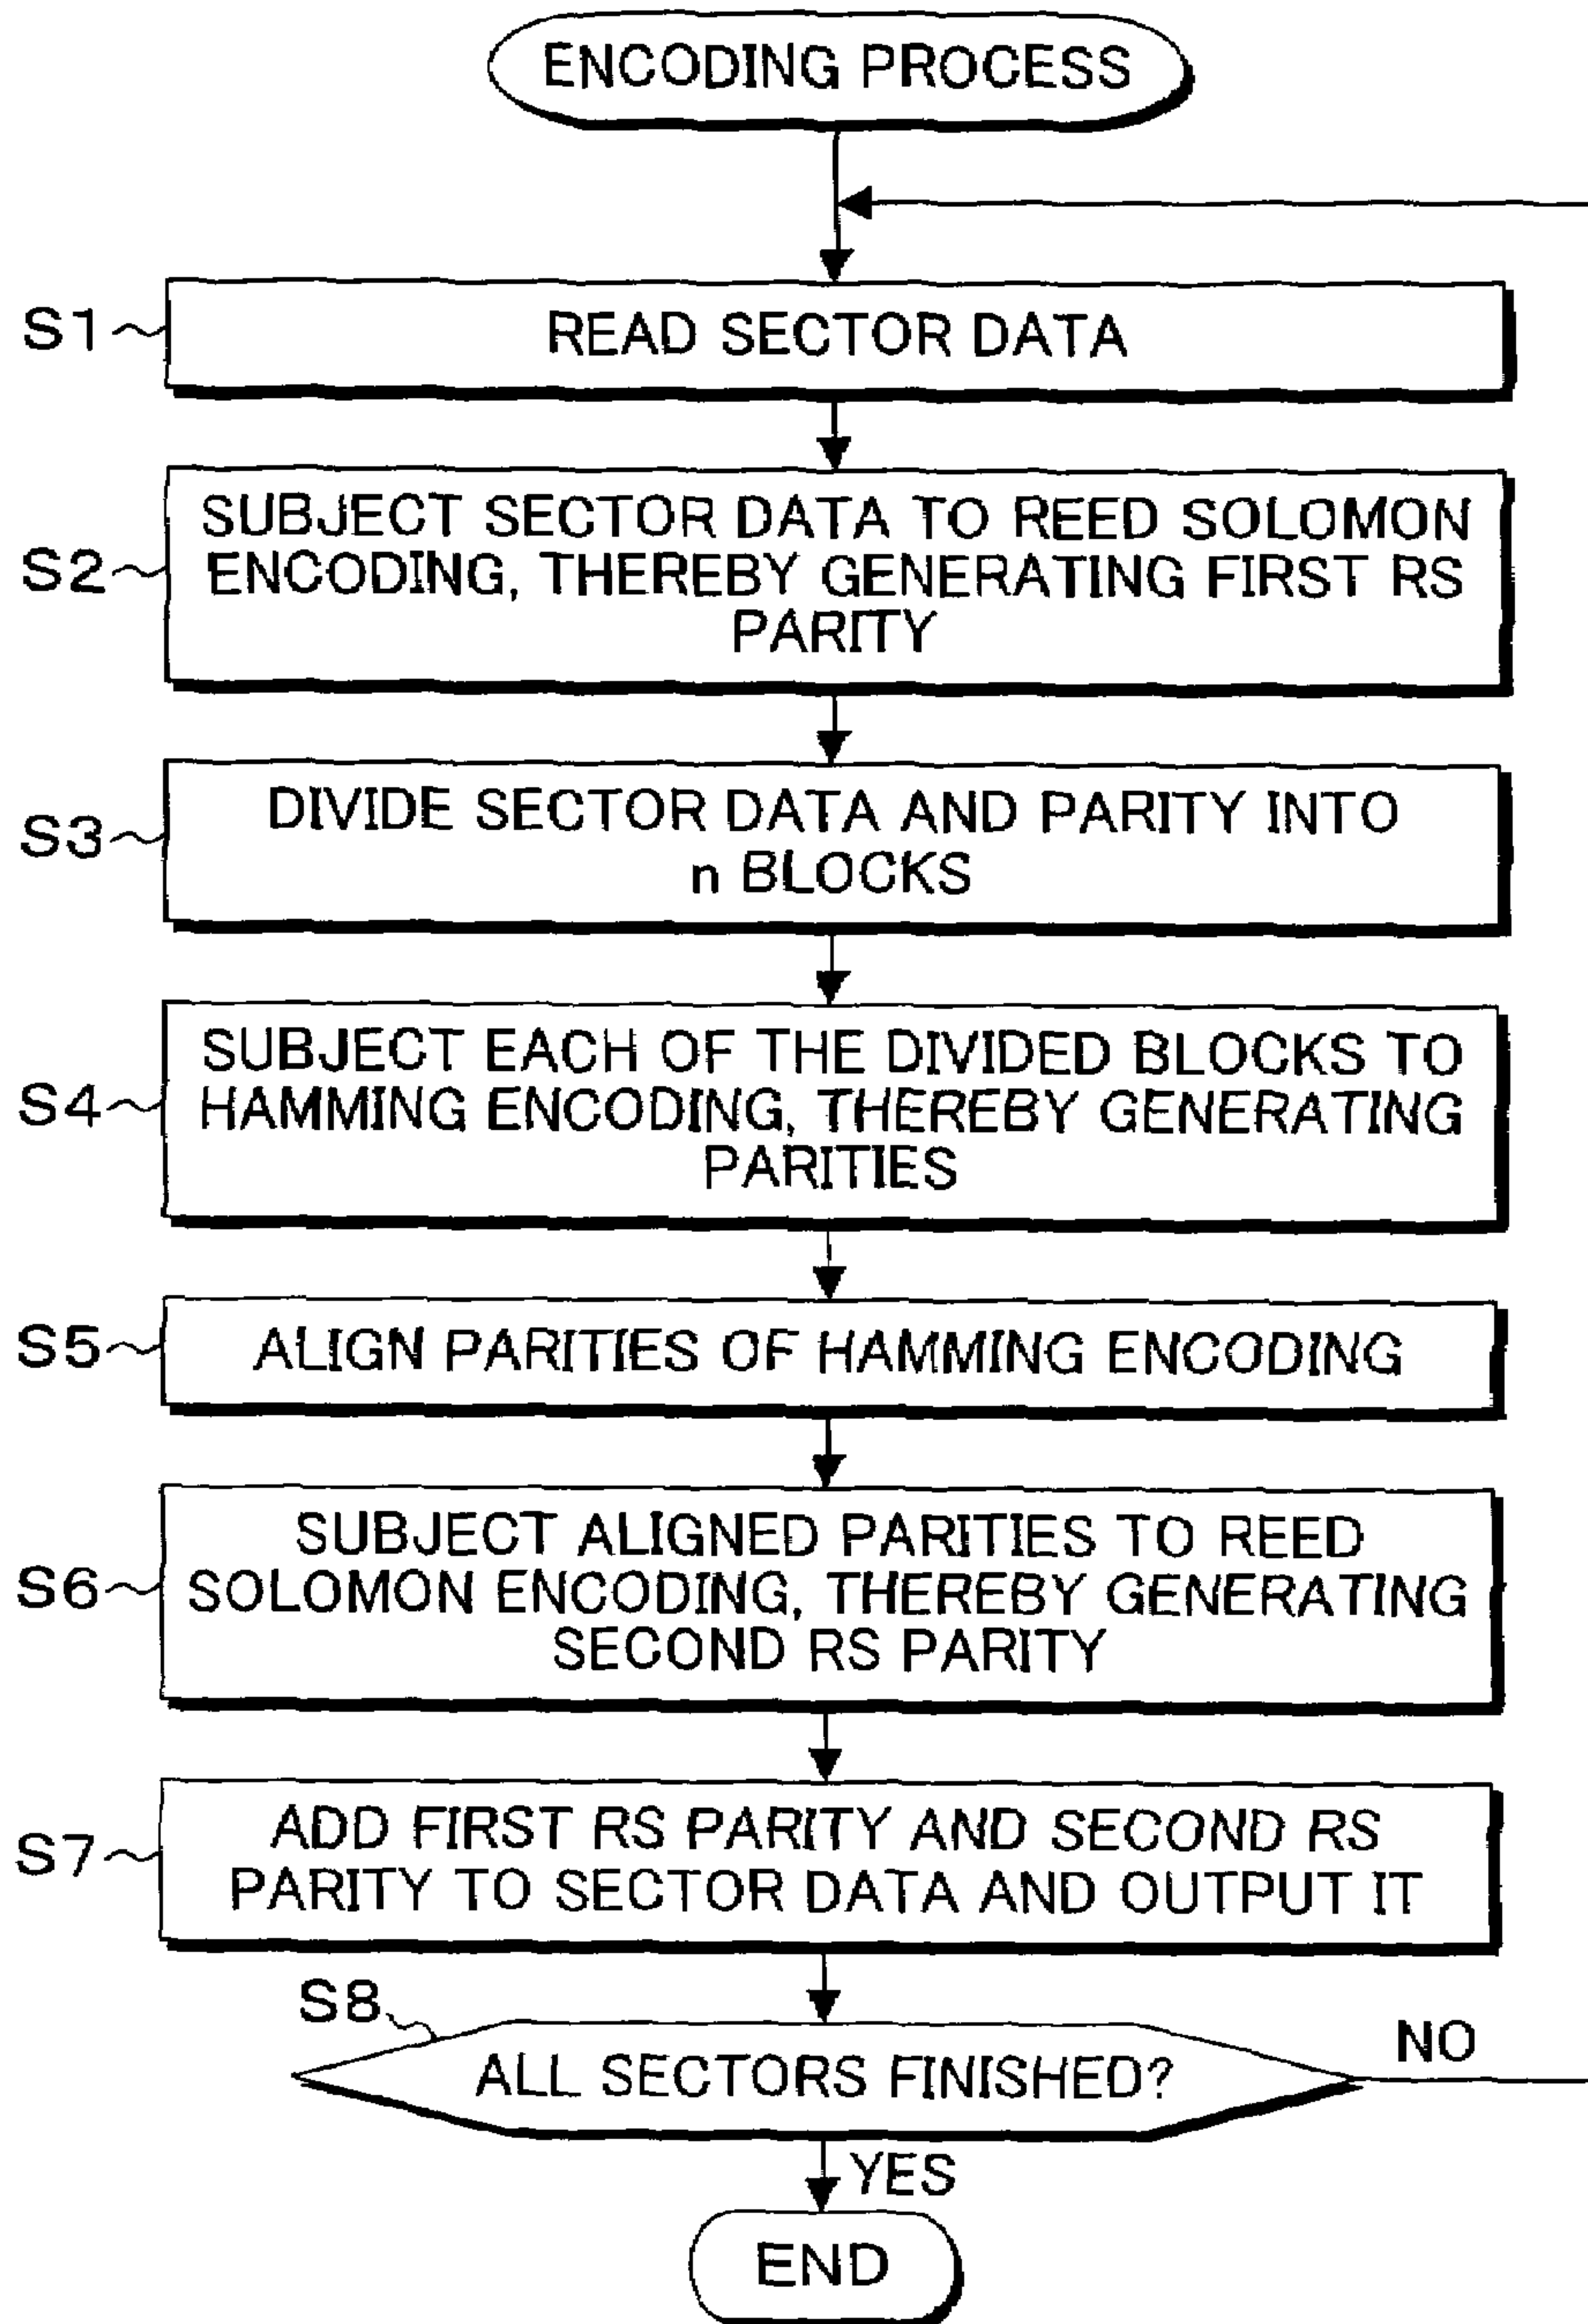 ENCODING PROCESS
S1
READ SECTOR DATA
S2
SUBJECT SECTOR DATA TO REED SOLOMON
ENCODING, THEREBY GENERATING FIRST RS
PARITY
S3
DIVIDE SECTOR DATA AND PARITY INTO
n BLOCKS
S4
SUBJECT EACH OF THE DIVIDED BLOCKS TO
HAMMING ENCODING, THEREBY GENERATING
PARITIES
S5
ALIGN PARITIES OF HAMMING ENCODING
S6
SUBJECT ALIGNED PARITIES TO REED
SOLOMON ENCODING, THEREBY GENERATING
SECOND RS PARITY
S7
ADD FIRST RS PARITY AND SECOND RS
PARITY TO SECTOR DATA AND OUTPUT IT
S8
ALL SECTORS FINISHED?
NO
YES
END